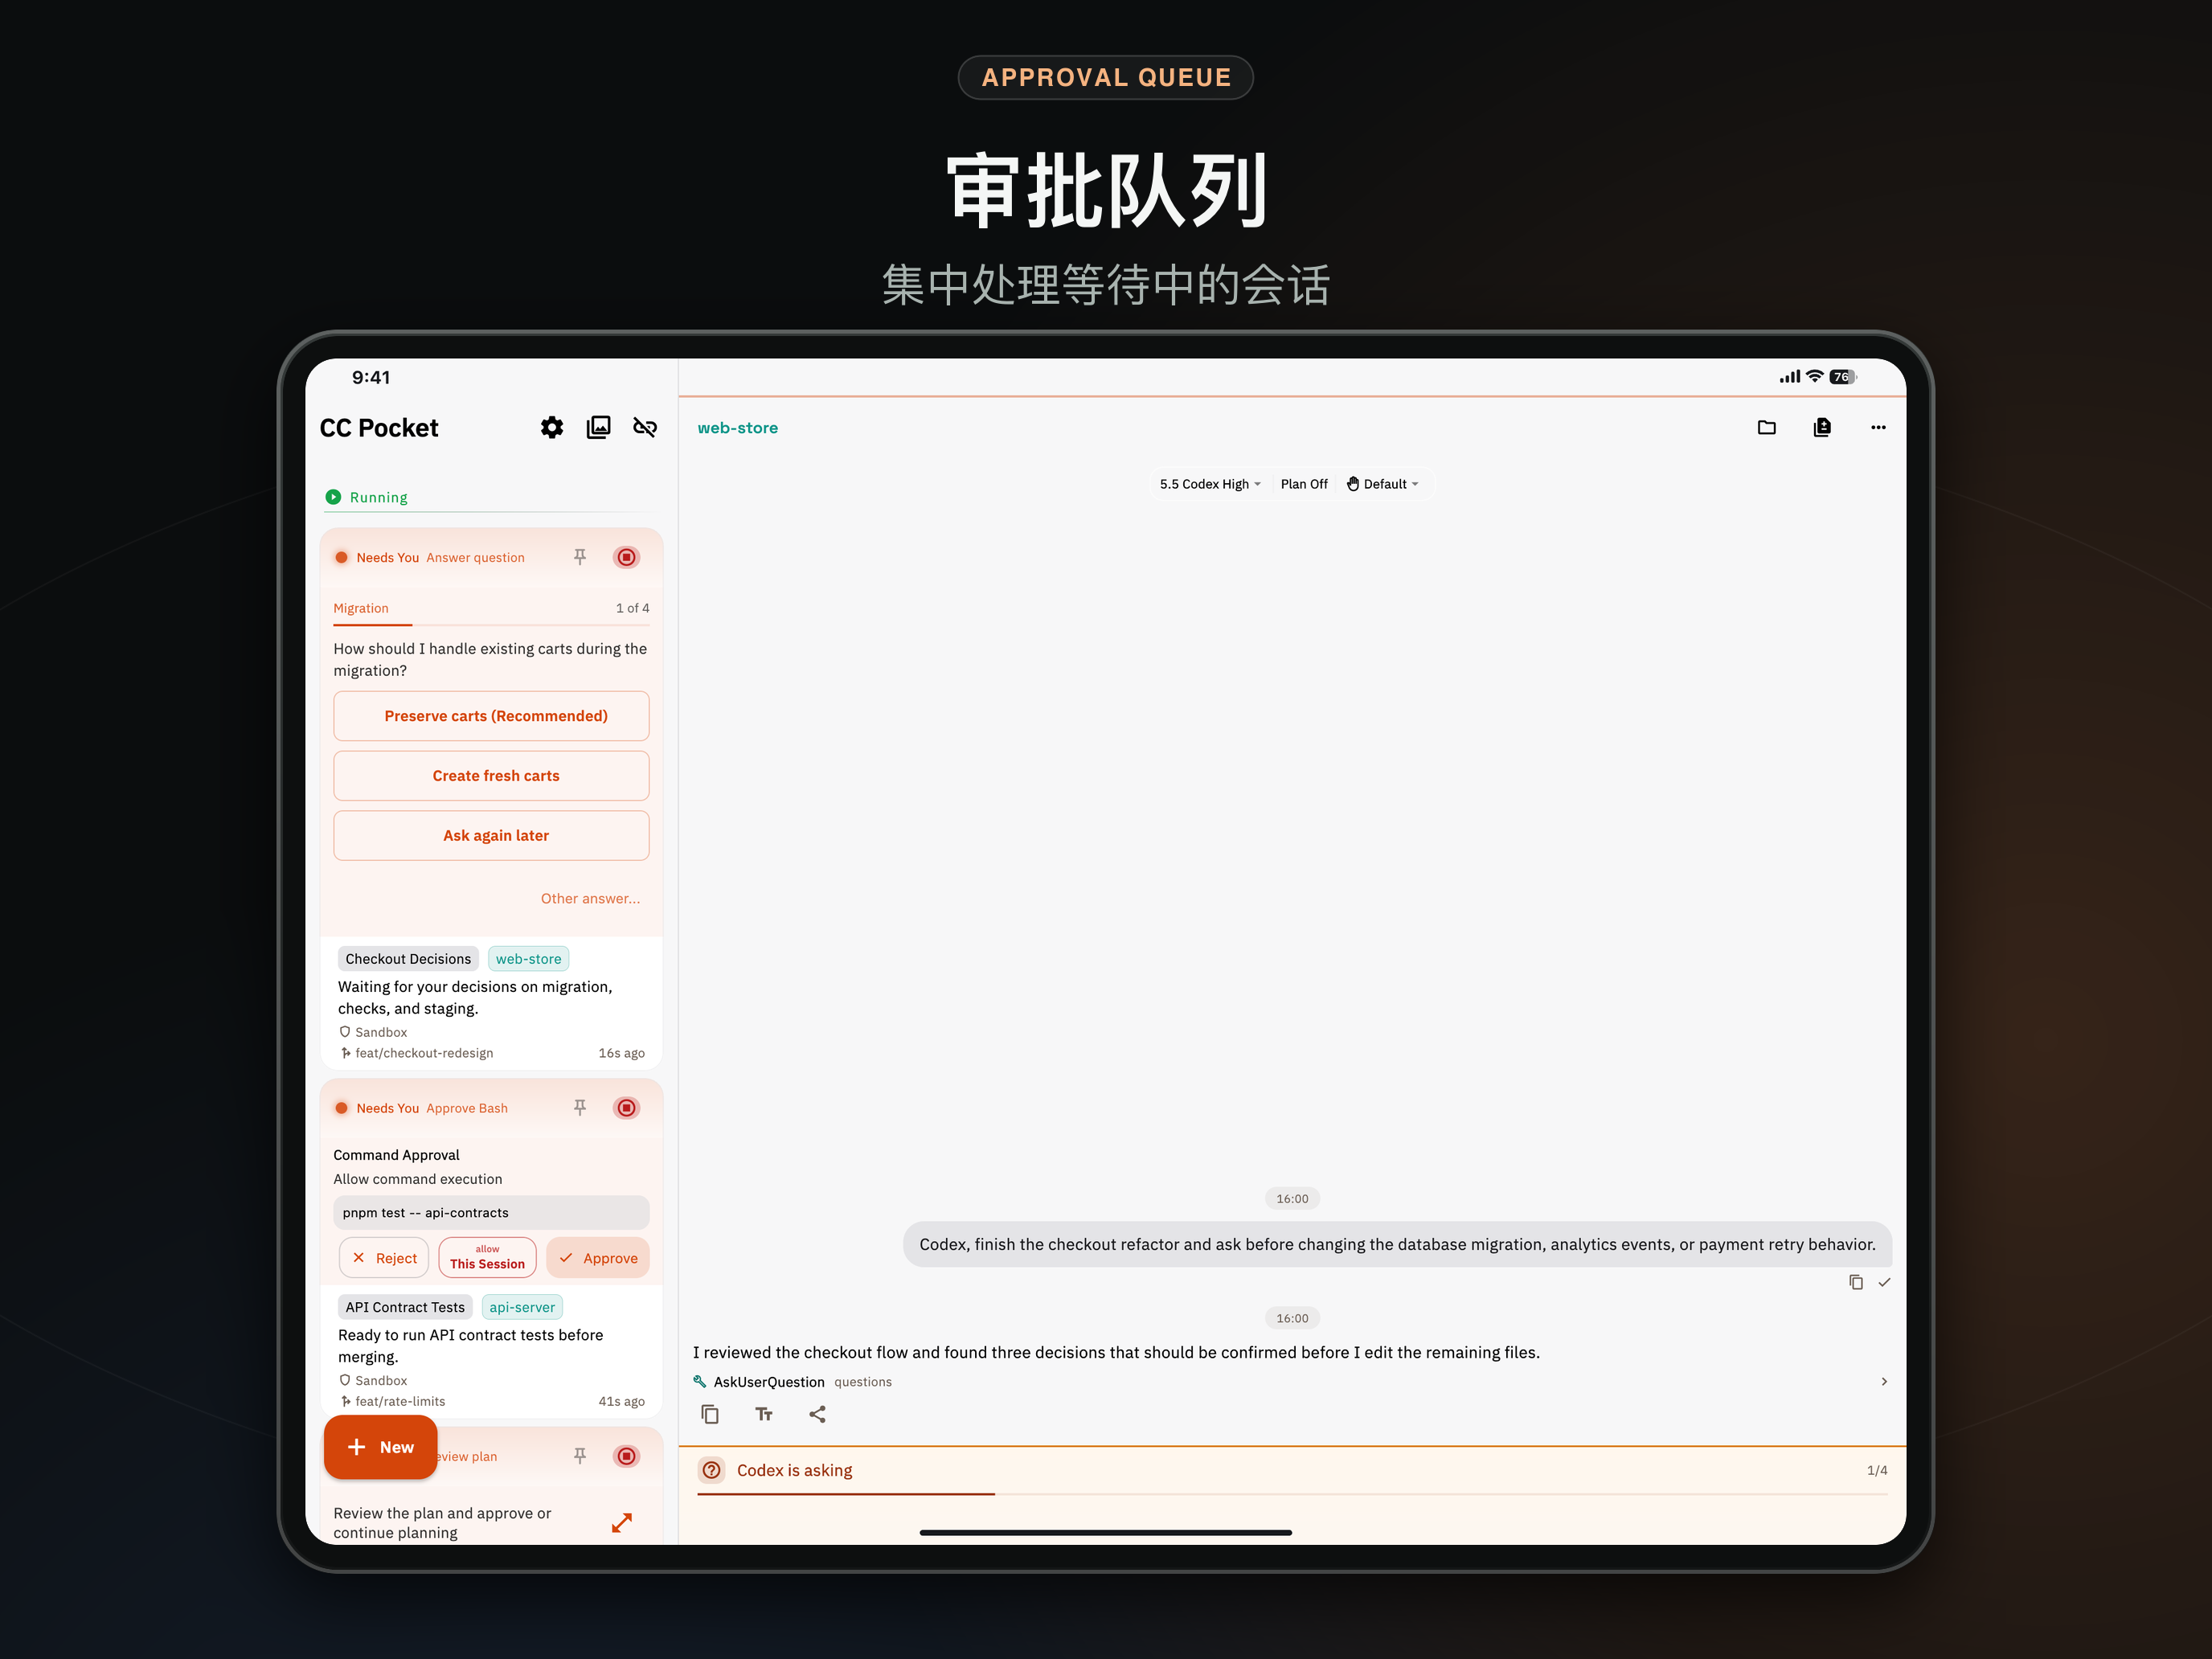 APPROVAL QUEUE
审批队列
集中处理等待中的会话
9:41
76
CC Pocket
Running
Needs You Answer question
Migration 1 of 4
How should I handle existing carts during the
migration?
Preserve carts (Recommended)
Create fresh carts
Ask again later
Other answer...
Checkout Decisions web-store
Waiting for your decisions on migration,
checks, and staging.
Sandbox
feat/checkout-redesign 16s ago
Needs You Approve Bash
Command Approval
Allow command execution
pnpm test -- api-contracts
Reject
allow
This Session
Approve
API Contract Tests api-server
Ready to run API contract tests before
merging.
Sandbox
feat/rate-limits 41s ago
New
eview plan
Review the plan and approve or
continue planning
web-store
5.5 Codex High Plan Off Default
16:00
Codex, finish the checkout refactor and ask before changing the database migration, analytics events, or payment retry behavior.
16:00
I reviewed the checkout flow and found three decisions that should be confirmed before I edit the remaining files.
AskUserQuestion questions
Tт
Codex is asking 1/4